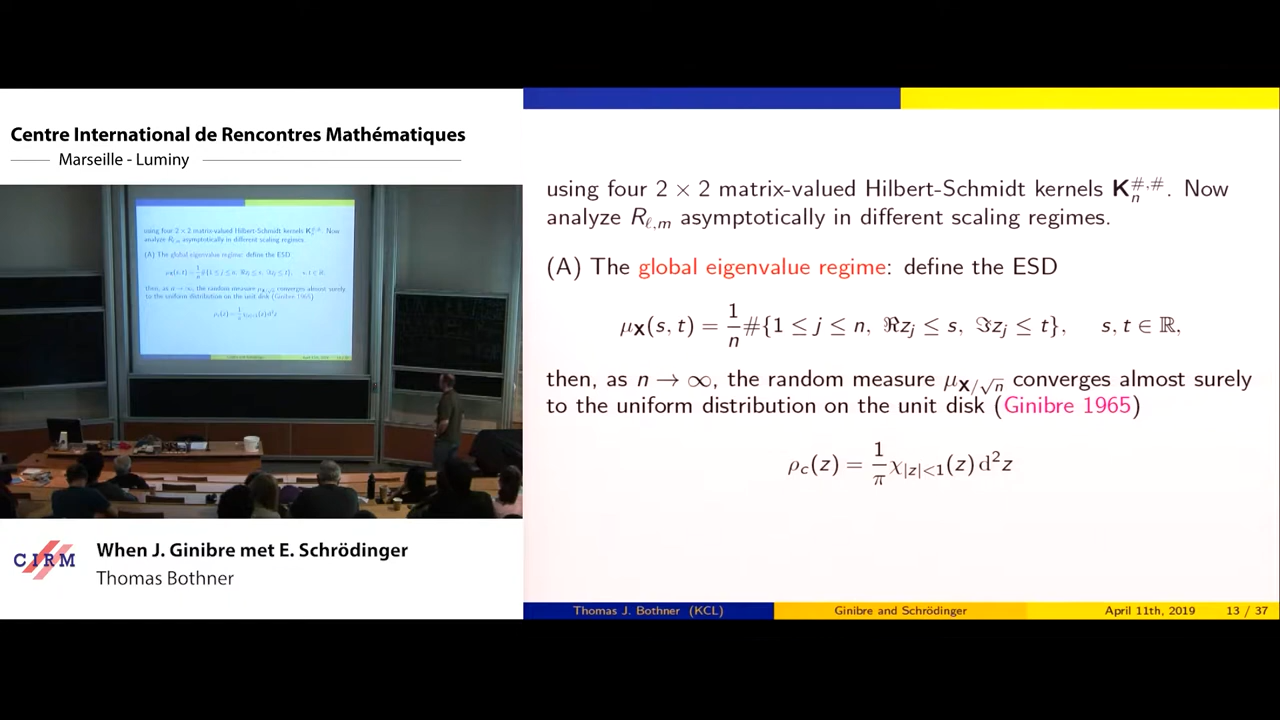 Centre International de Rencontres Mathématiques
Marseille - Luminy
using four 2 × 2 matrix-valued Hilbert-Schmidt kernels K_n^{#,#}. Now
analyze R_{ℓ,m} asymptotically in different scaling regimes.
(A) The global eigenvalue regime: define the ESD
μ_X(s, t) = 1/n #{1 ≤ j ≤ n, ℜz_j ≤ s, ℑz_j ≤ t}, s, t ∈ ℝ,
then, as n → ∞, the random measure μ_{X/√n} converges almost surely
to the uniform distribution on the unit disk (Ginibre 1965)
ρ_c(z) = 1/π χ_{|z|<1}(z) d²z
CIRM
When J. Ginibre met E. Schrödinger
Thomas Bothner
Thomas J. Bothner (KCL) Ginibre and Schrödinger April 11th, 2019 13 / 37